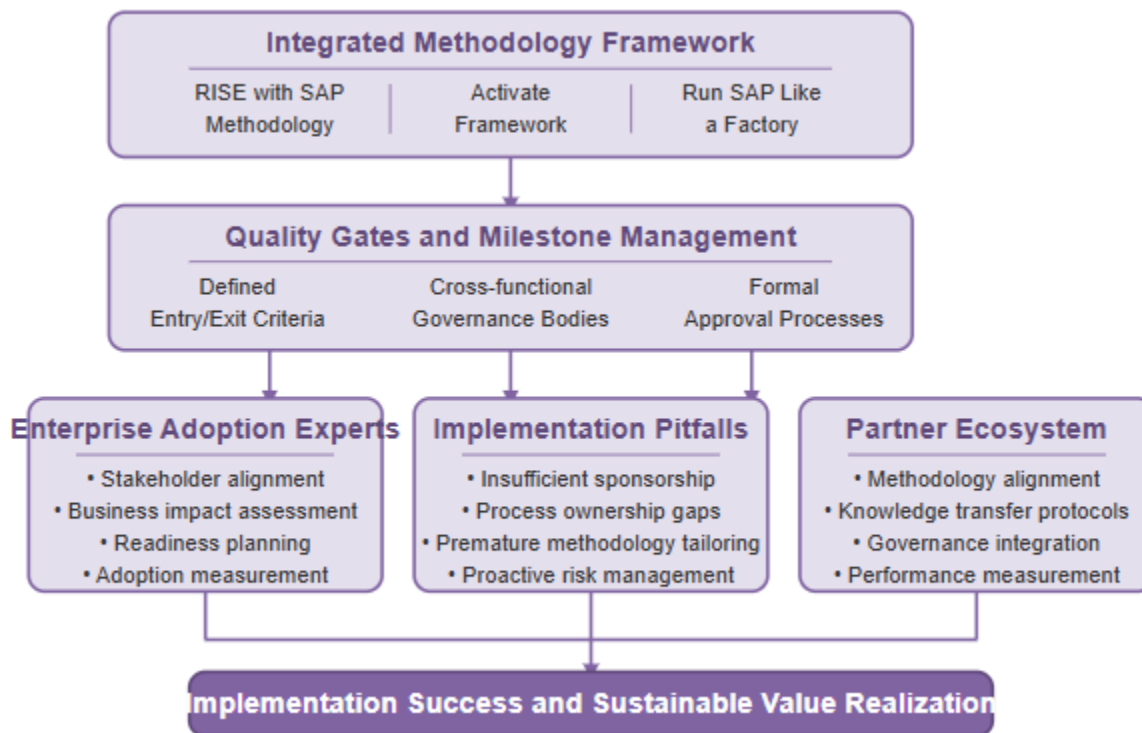 Integrated Methodology Framework
RISE with SAP
Methodology
Activate
Framework
Run SAP Like
a Factory
Quality Gates and Milestone Management
Defined
Entry/Exit Criteria
Cross-functional
Governance Bodies
Formal
Approval Processes
Enterprise Adoption Experts
• Stakeholder alignment
• Business impact assessment
• Readiness planning
• Adoption measurement
Implementation Pitfalls
• Insufficient sponsorship
• Process ownership gaps
• Premature methodology tailoring
• Proactive risk management
Partner Ecosystem
• Methodology alignment
• Knowledge transfer protocols
• Governance integration
• Performance measurement
Implementation Success and Sustainable Value Realization